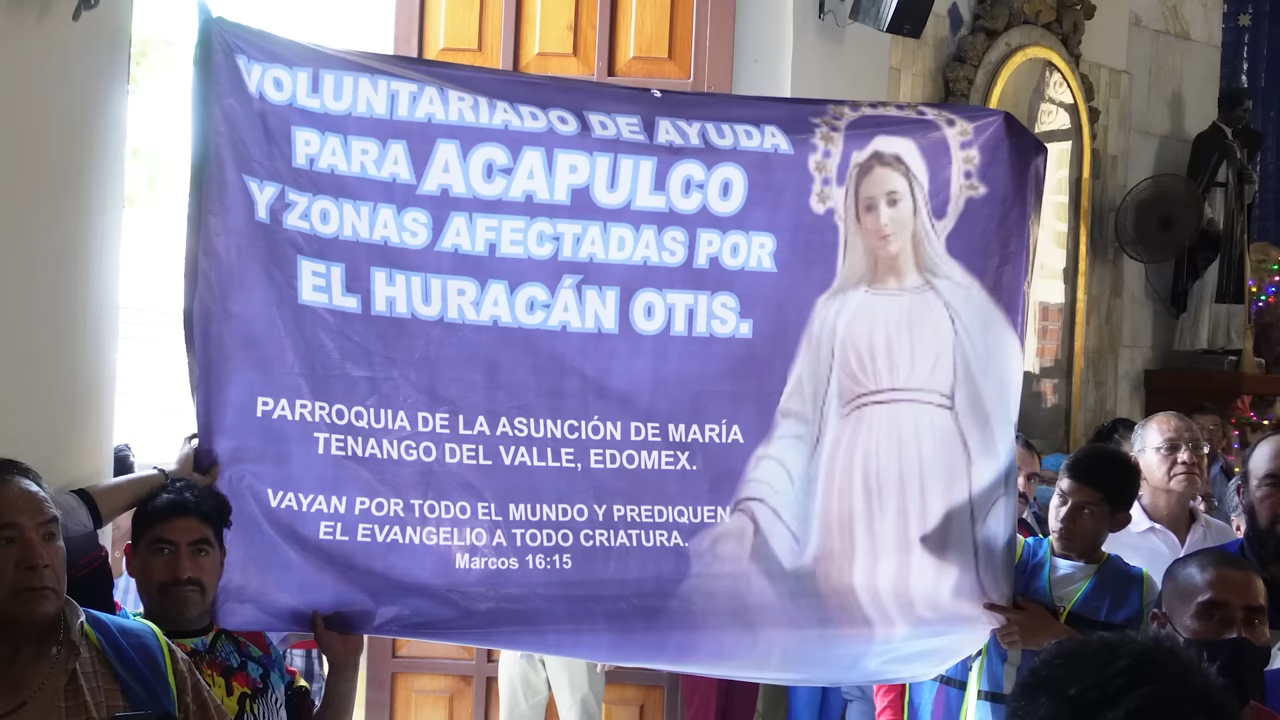 VOLUNTARIADO DE AYUDA
PARA ACAPULCO
Y ZONAS AFECTADAS POR
EL HURACÁN OTIS.
PARROQUIA DE LA ASUNCIÓN DE MARÍA
TENANGO DEL VALLE, EDOMEX.
VAYAN POR TODO EL MUNDO Y PREDIQUEN
EL EVANGELIO A TODO CRIATURA.
Marcos 16:15